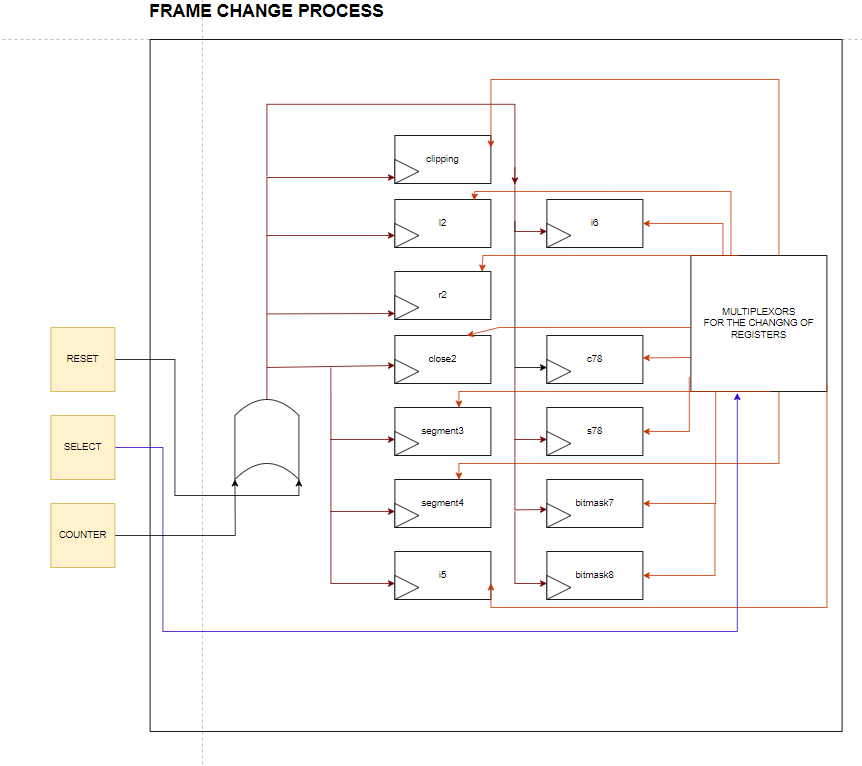 FRAME CHANGE PROCESS
clipping
l2
i6
r2
MULTIPLEXORS
FOR THE CHANGNG OF
REGISTERS
RESET
close2
c78
SELECT
segment3
s78
COUNTER
segment4
bitmask7
i5
bitmask8